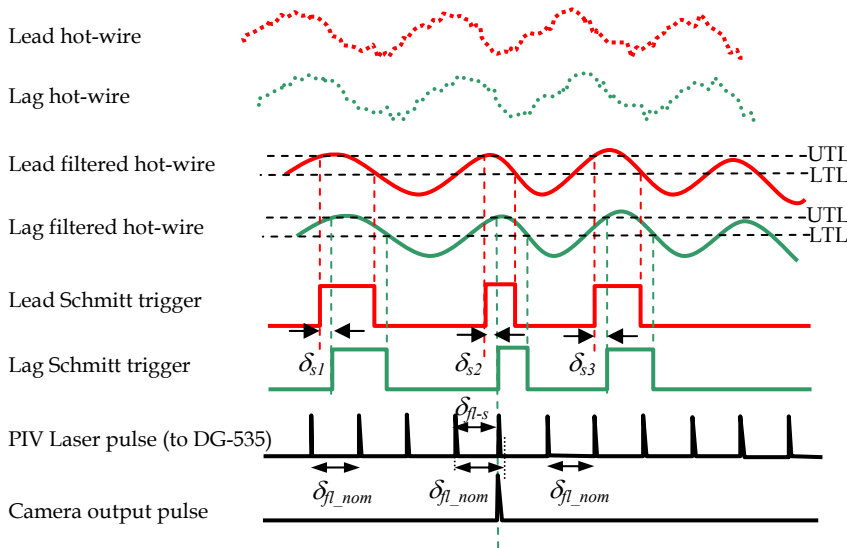 Lead hot-wire
Lag hot-wire
Lead filtered hot-wire
UTL
LTL
Lag filtered hot-wire
UTL
LTL
Lead Schmitt trigger
δs1 δs2 δs3
Lag Schmitt trigger
δfl-s
PIV Laser pulse (to DG-535)
δfl_nom δfl_nom δfl_nom
Camera output pulse